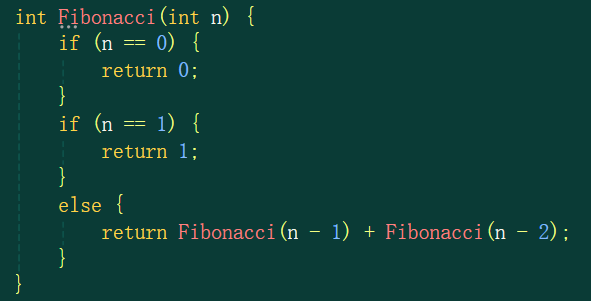 int Fibonacci(int n) {
    if (n == 0) {
        return 0;
    }
    if (n == 1) {
        return 1;
    }
    else {
        return Fibonacci(n - 1) + Fibonacci(n - 2);
    }
}